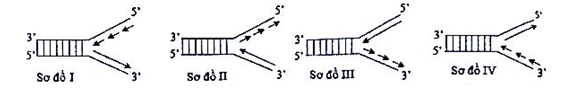 5' 5' 5' 5'
3' 3' 3' 3'
5' 5' 5' 5'
3' 3' 3' 3'
Sơ đồ I Sơ đồ II Sơ đồ III Sơ đồ IV